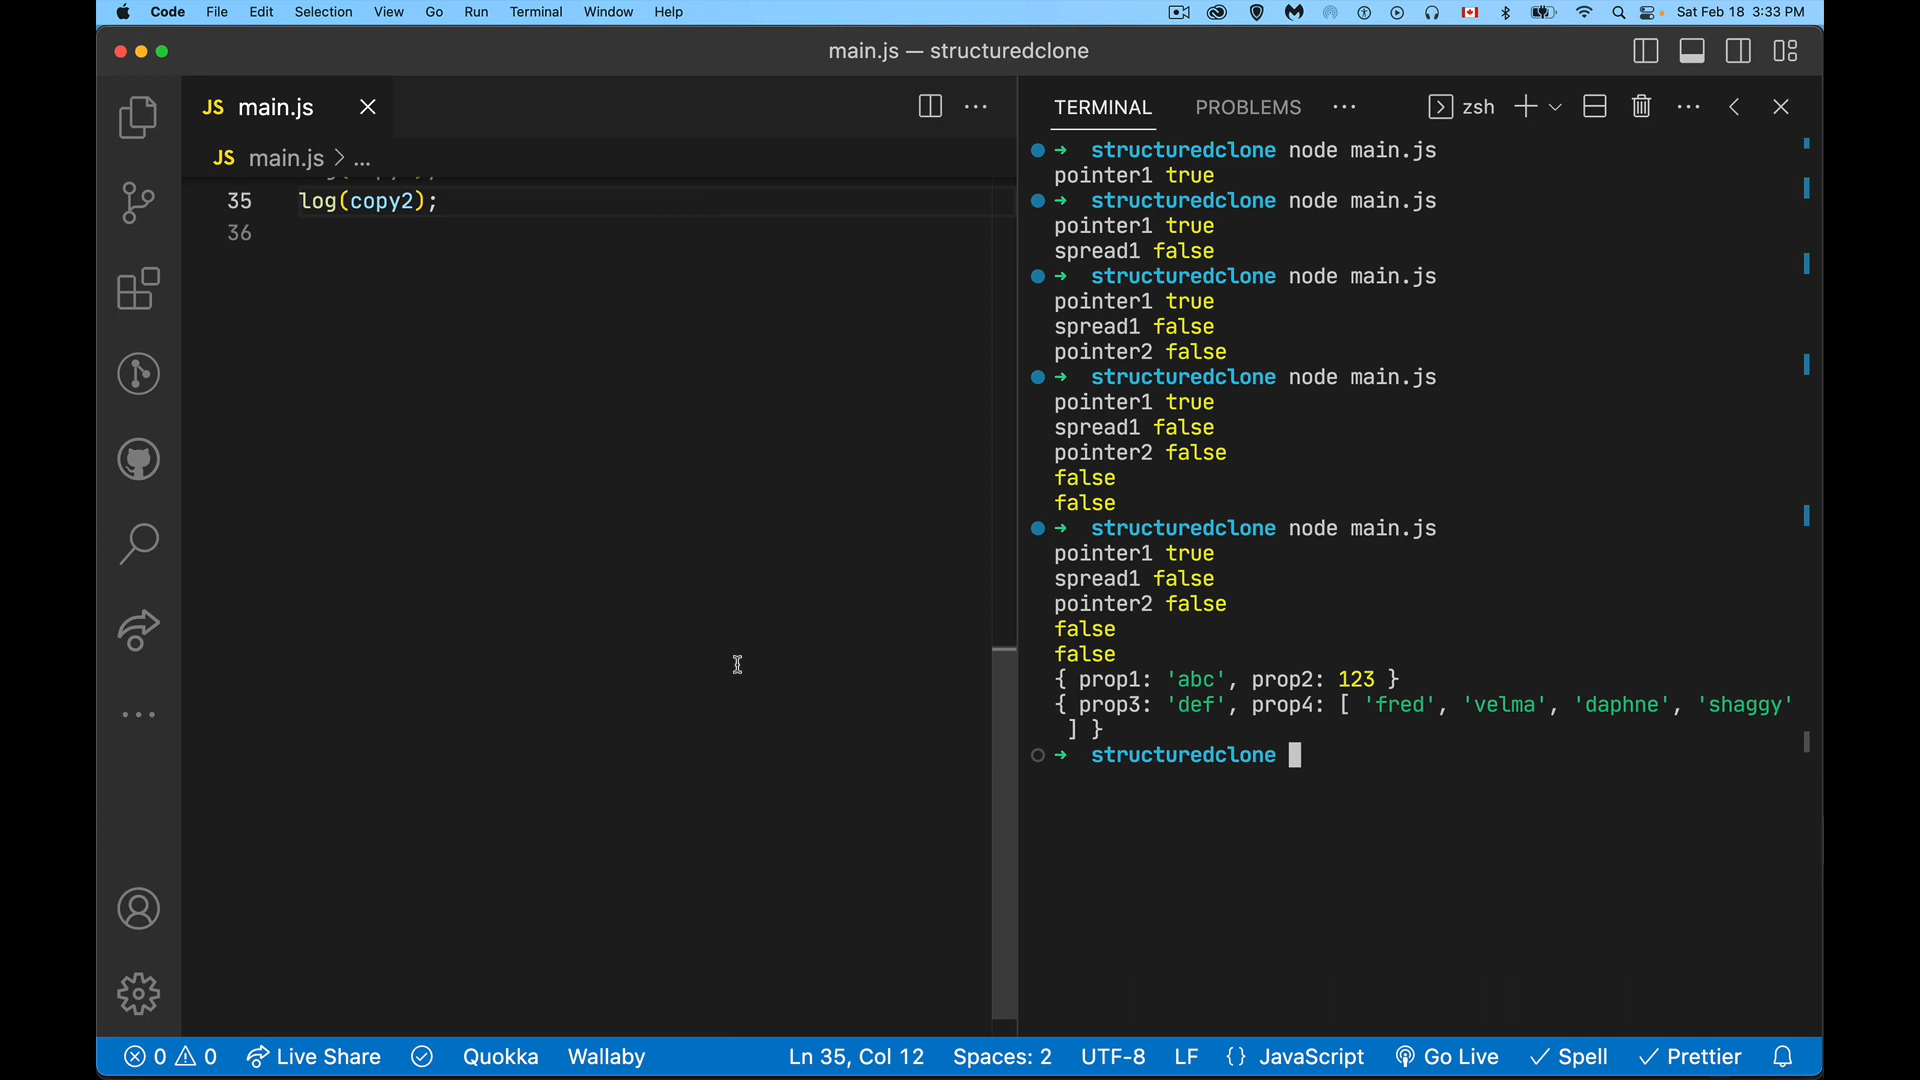 Code File Edit Selection View Go Run Terminal Window Help Sat Feb 18 3:33 PM
main.js — structuredclone
JS main.js
JS main.js > ...
35 log(copy2);
36
TERMINAL PROBLEMS ... zsh
➜ structuredclone node main.js
pointer1 true
➜ structuredclone node main.js
pointer1 true
spread1 false
➜ structuredclone node main.js
pointer1 true
spread1 false
pointer2 false
➜ structuredclone node main.js
pointer1 true
spread1 false
pointer2 false
false
false
➜ structuredclone node main.js
pointer1 true
spread1 false
pointer2 false
false
false
{ prop1: 'abc', prop2: 123 }
{ prop3: 'def', prop4: [ 'fred', 'velma', 'daphne', 'shaggy'
] }
➜ structuredclone
0 0 Live Share Quokka Wallaby Ln 35, Col 12 Spaces: 2 UTF-8 LF {} JavaScript Go Live Spell Prettier